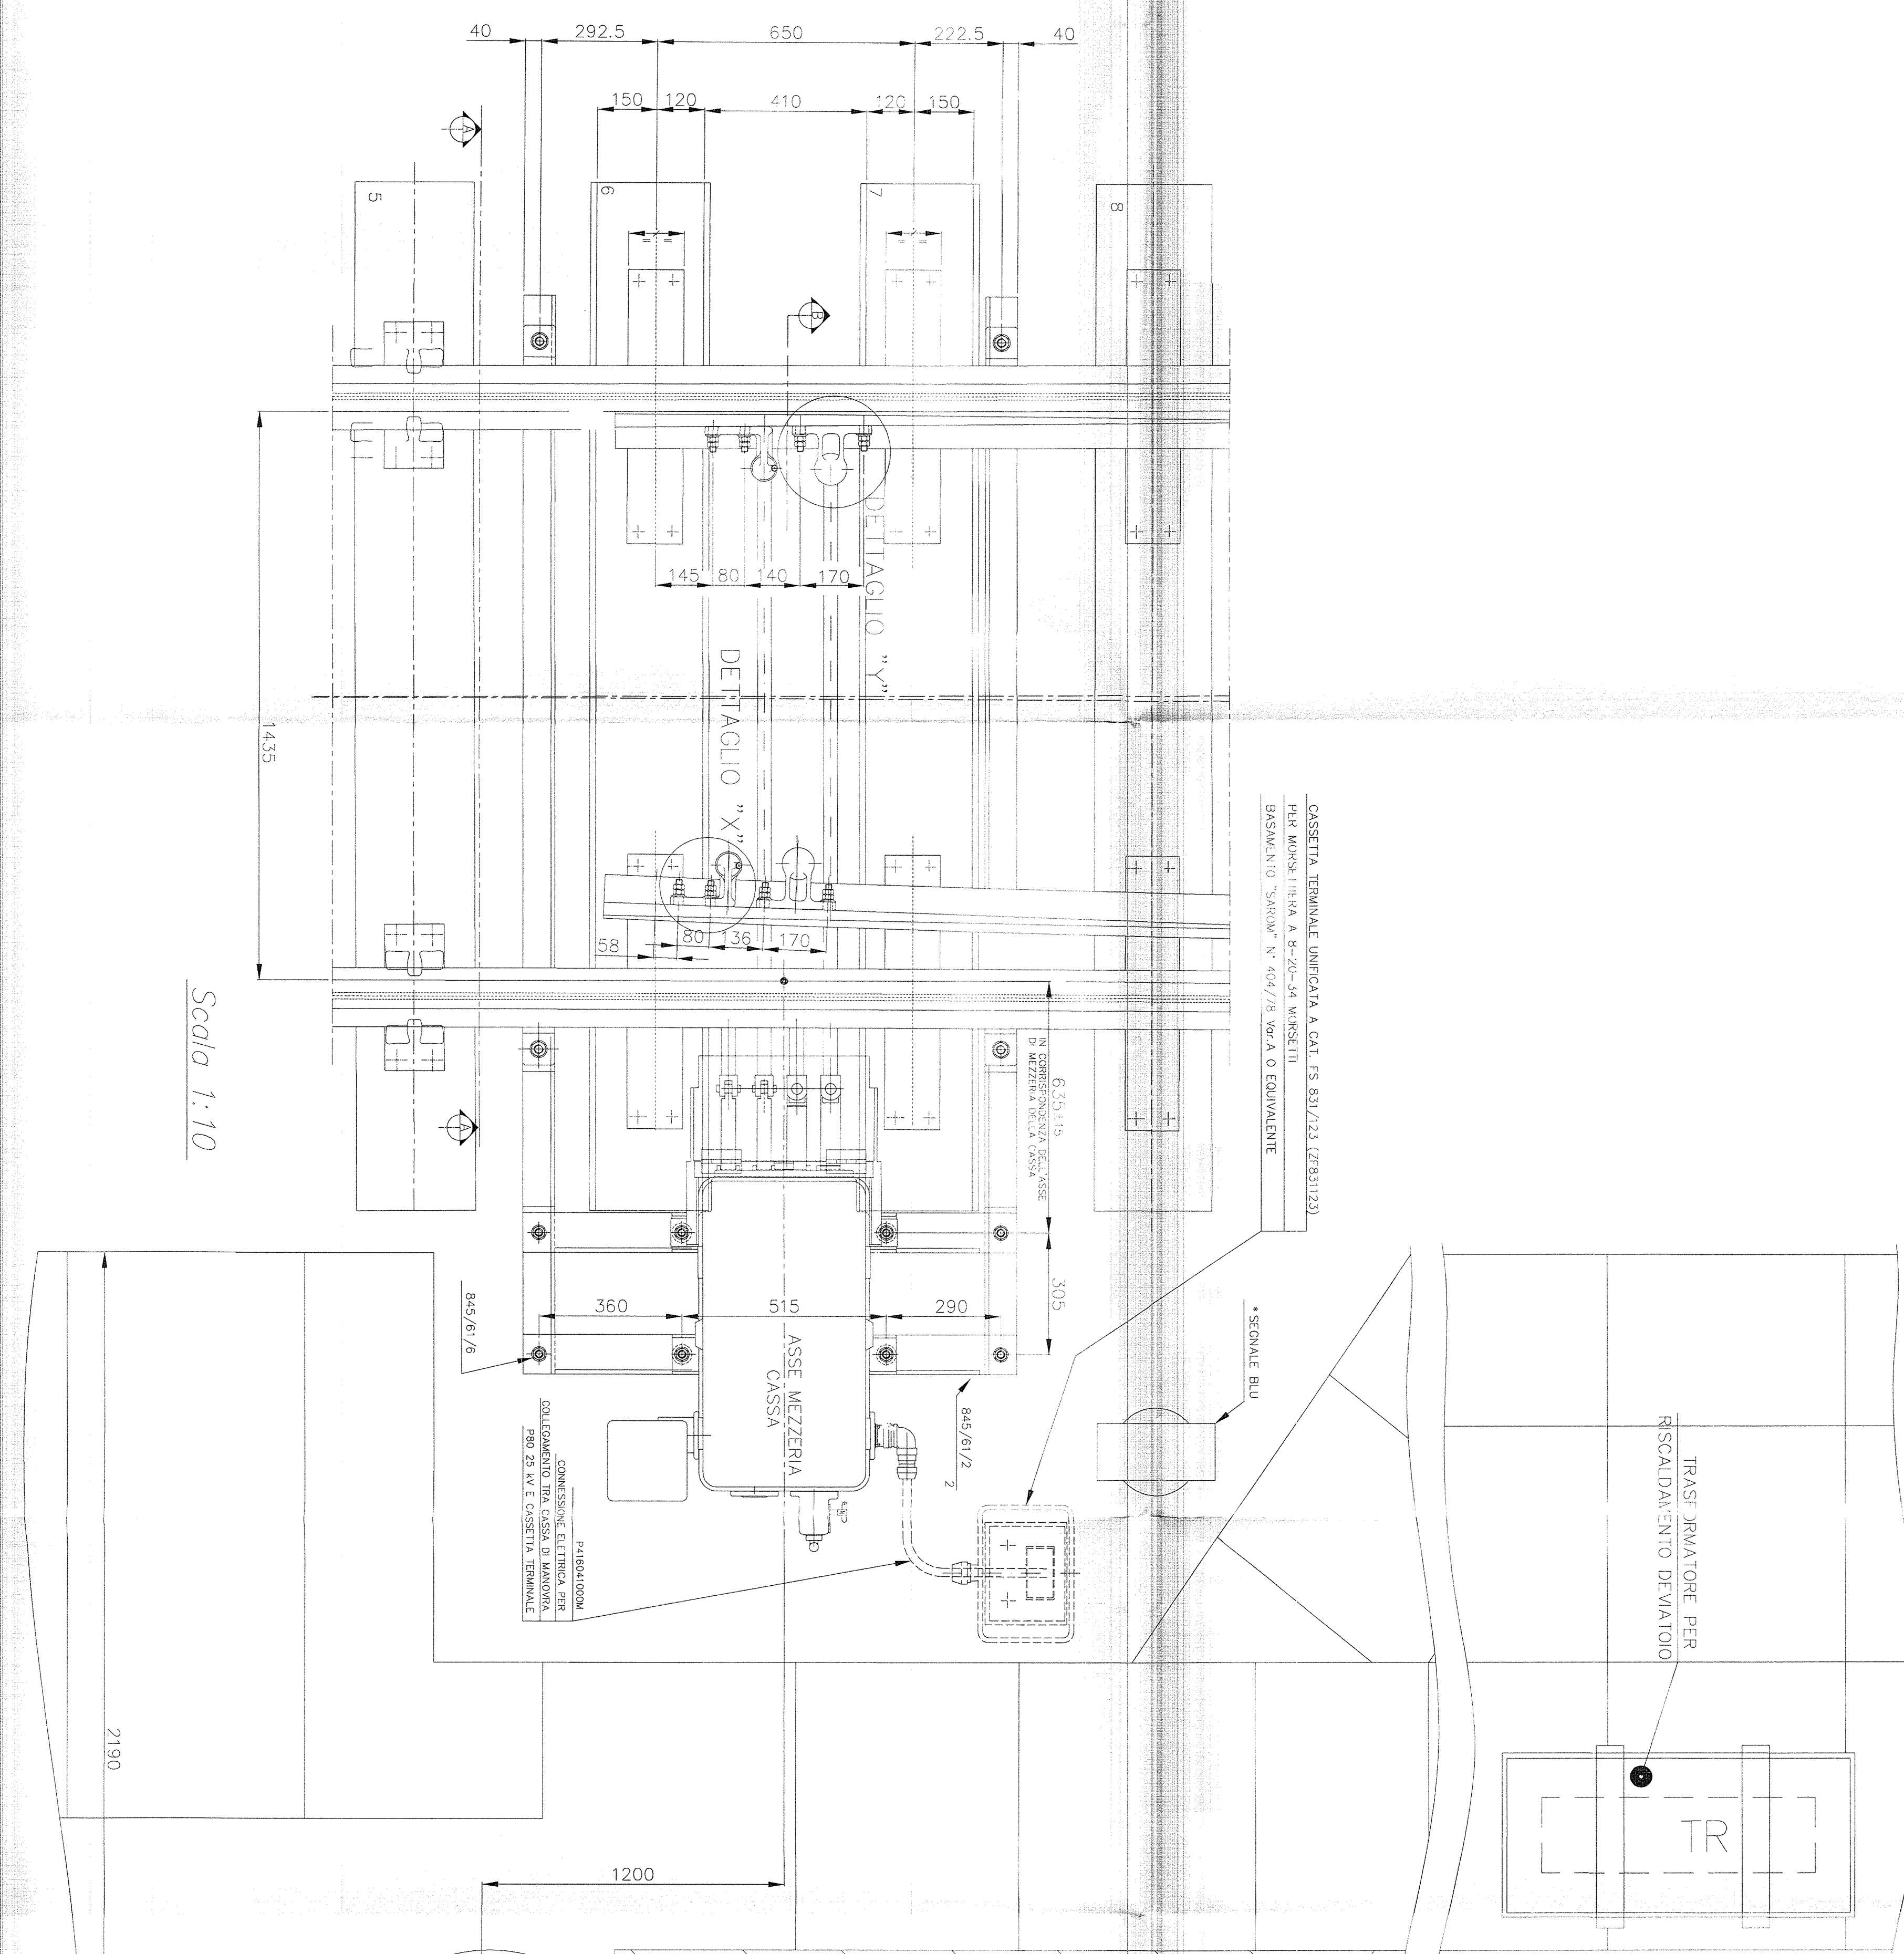 40
292.5
650
222.5
40
150
120
410
120
150
A
5
6
7
8
=
=
=
=
B
145
80
140
170
DETTAGLIO "Y"
DETTAGLIO "X"
1435
58
80
136
170
CASSETTA TERMINALE UNIFICATA A CAT. FS 831/123 (ZF831123)
PER MORSETTIERA A 8-20-34 MORSETTI
BASAMENTO "SAROM" N° 404/78 Var.A O EQUIVALENTE
635±15
IN CORRISPONDENZA DELL'ASSE
DI MEZZERIA DELLA CASSA
A
Scala 1:10
305
360
515
290
845/61/6
ASSE MEZZERIA
CASSA
845/61/2
2
* SEGNALE BLU
P416041000M
CONNESSIONE ELETTRICA PER
COLLEGAMENTO TRA CASSA DI MANOVRA
P80 25 kV E CASSETTA TERMINALE
TRASFORMATORE PER
RISCALDAMENTO DEVIATOIO
TR
2190
1200